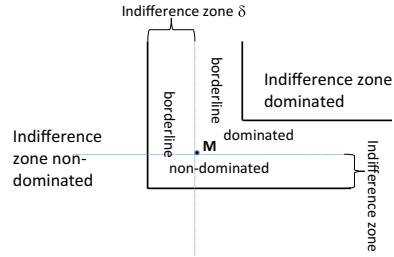 Indifference zone δ
borderline
borderline
Indifference zone
dominated
dominated
M
Indifference
zone non-
dominated
non-dominated
Indifference zone